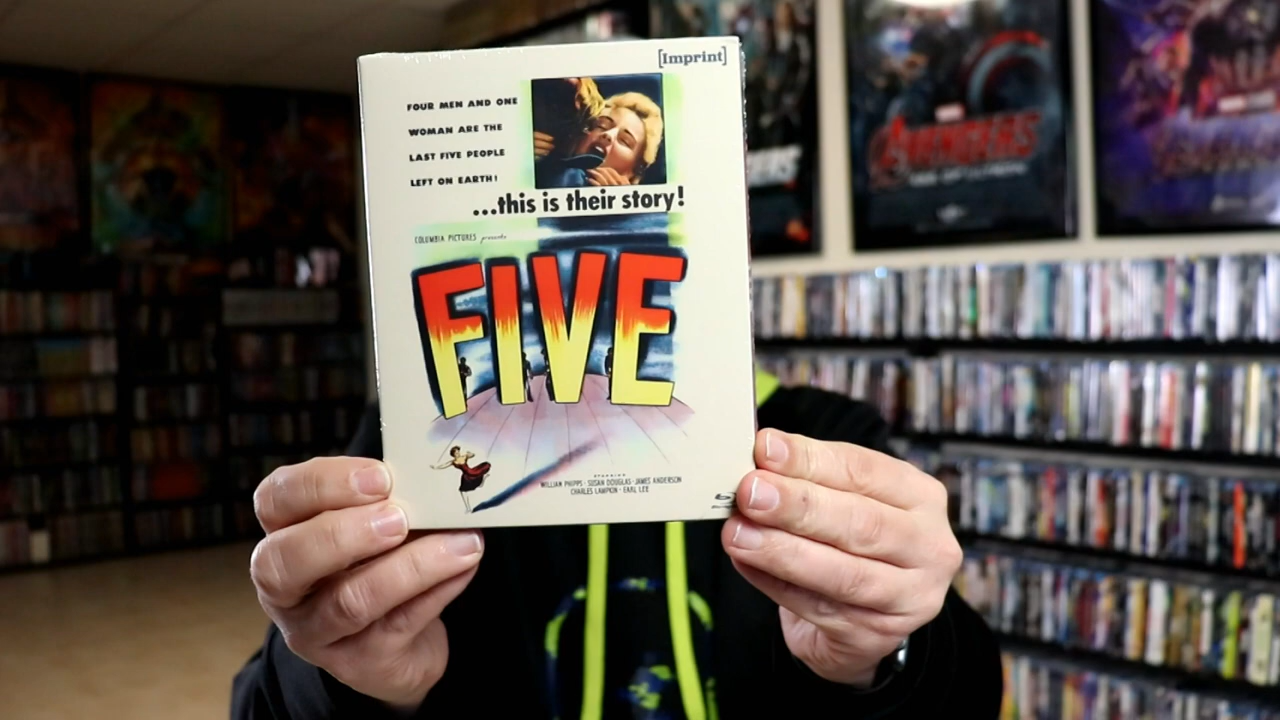 [Imprint]
FOUR MEN AND ONE
WOMAN ARE THE
LAST FIVE PEOPLE
LEFT ON EARTH!
...this is their story!
COLUMBIA PICTURES presents
FIVE
STARRING
WILLIAM PHIPPS · SUSAN DOUGLAS · JAMES ANDERSON
CHARLES LAMPKIN · EARL LEE
AVENGERS